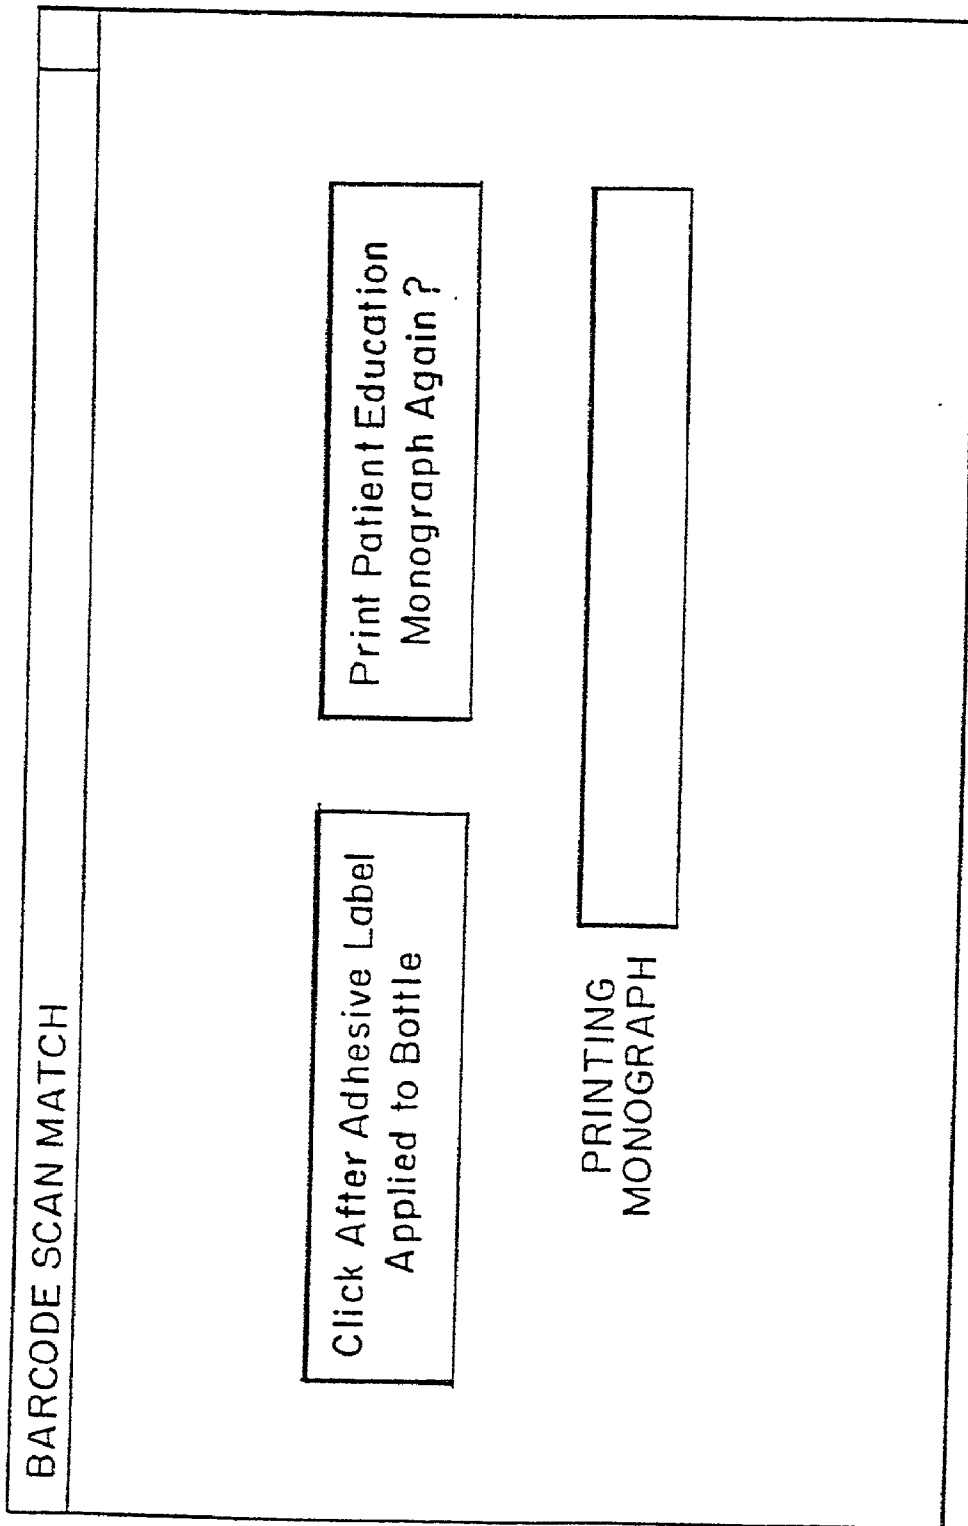 BARCODE SCAN MATCH
Click After Adhesive Label
Applied to Bottle
Print Patient Education
Monograph Again?
PRINTING
MONOGRAPH